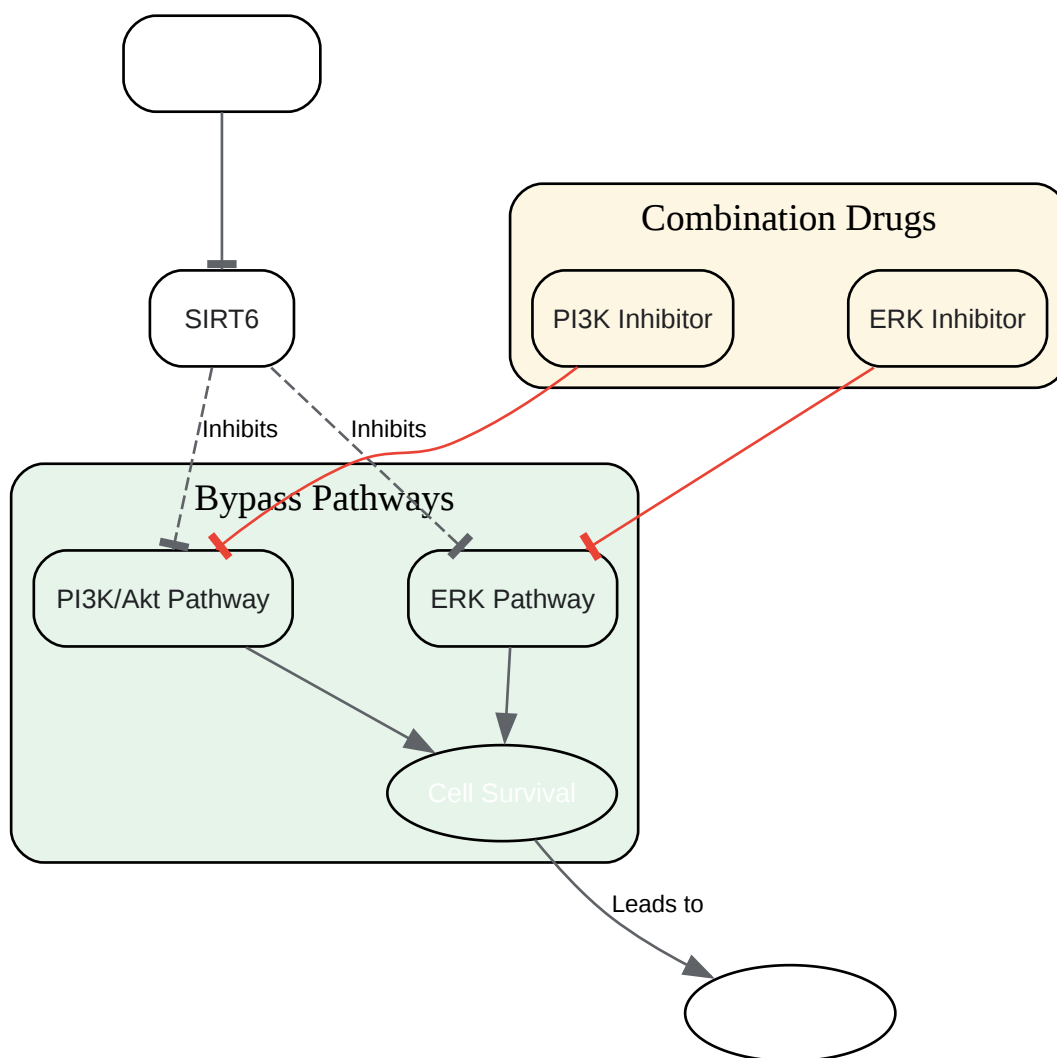 Combination Drugs
SIRT6
PI3K Inhibitor
ERK Inhibitor
Inhibits
Inhibits
Bypass Pathways
PI3K/Akt Pathway
ERK Pathway
Cell Survival
Leads to